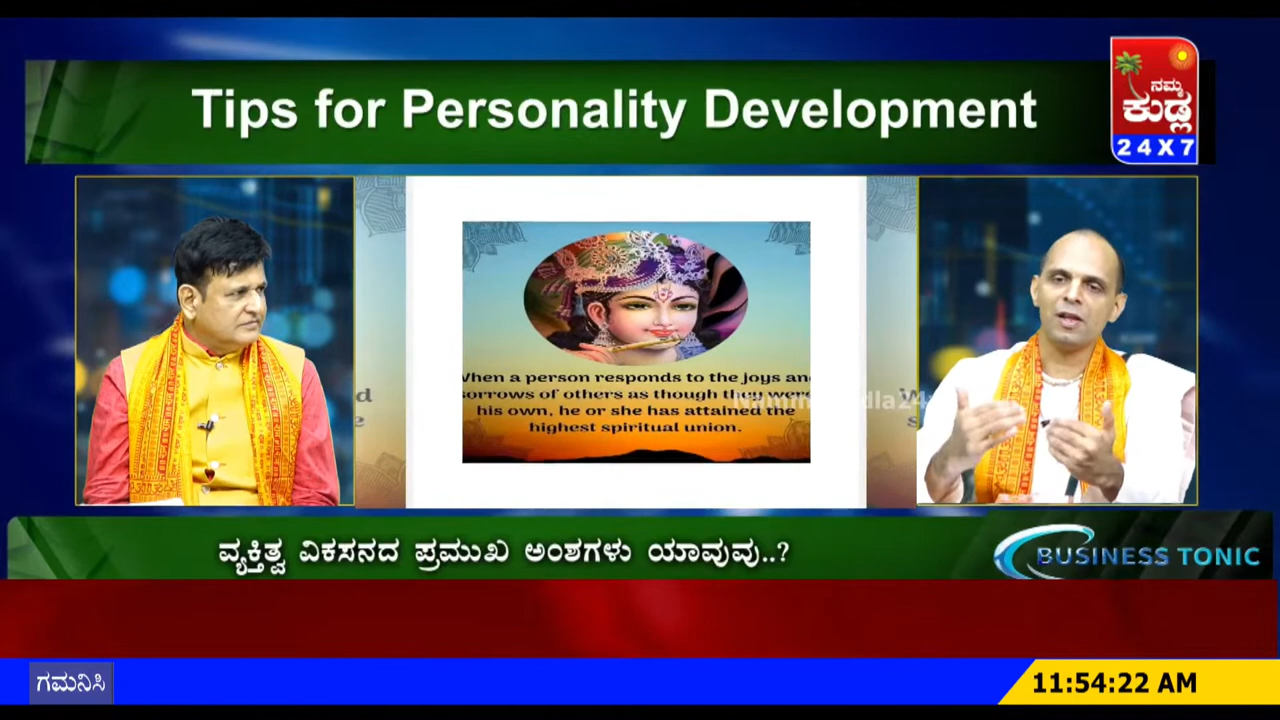 Tips for Personality Development
ನಮ್ಮ
ಕುಡ್ಲ
24X7
When a person responds to the joys and
sorrows of others as though they were
his own, he or she has attained the
highest spiritual union.
ವ್ಯಕ್ತಿತ್ವ ವಿಕಸನದ ಪ್ರಮುಖ ಅಂಶಗಳು ಯಾವುವು..?
BUSINESS TONIC
ಗಮನಿಸಿ
11:54:22 AM